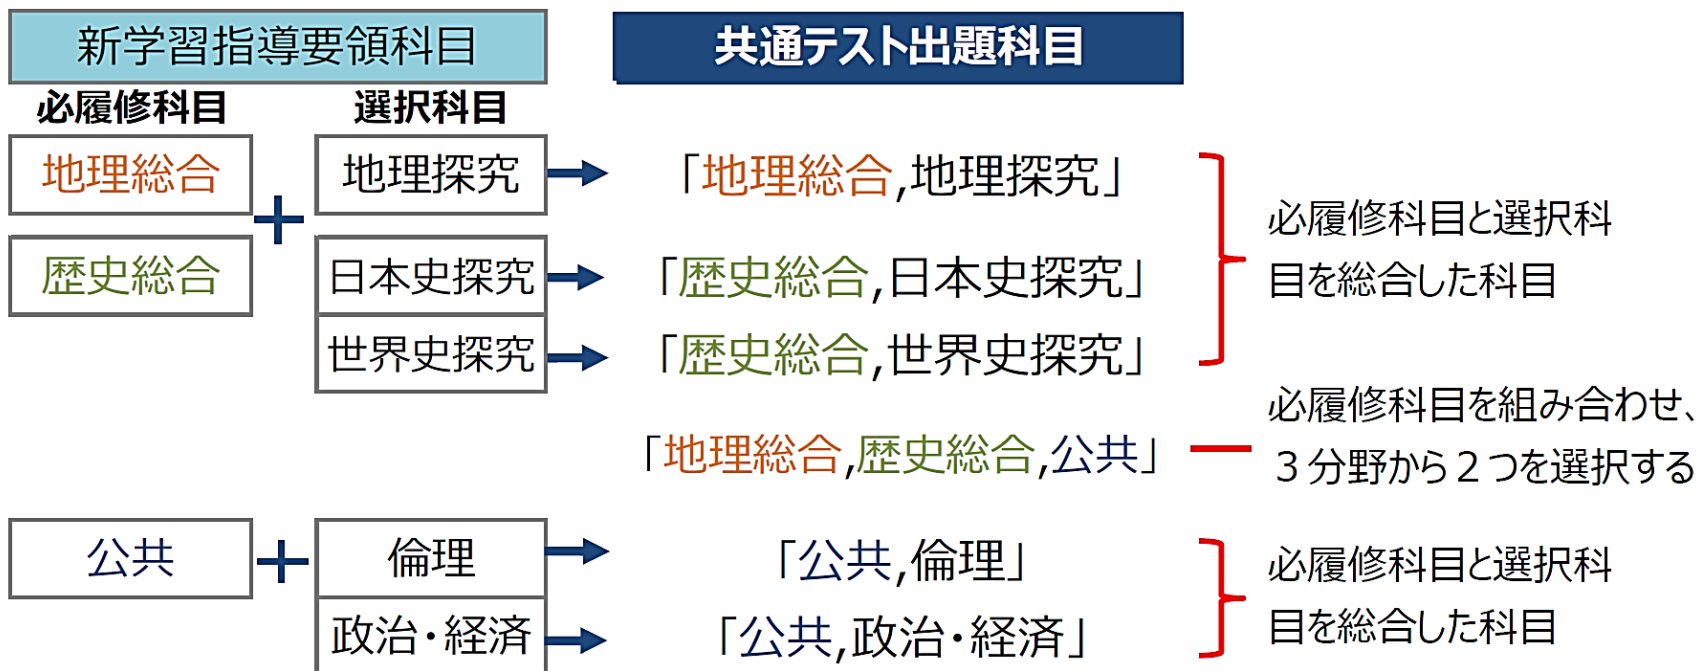 新学習指導要領科目
共通テスト出題科目
必履修科目
選択科目
地理総合
+
地理探究
「地理総合,地理探究」
歴史総合
日本史探究
「歴史総合,日本史探究」
世界史探究
「歴史総合,世界史探究」
必履修科目と選択科
目を総合した科目
「地理総合,歴史総合,公共」
必履修科目を組み合わせ、
３分野から２つを選択する
公共
+
倫理
「公共,倫理」
政治・経済
「公共,政治・経済」
必履修科目と選択科
目を総合した科目